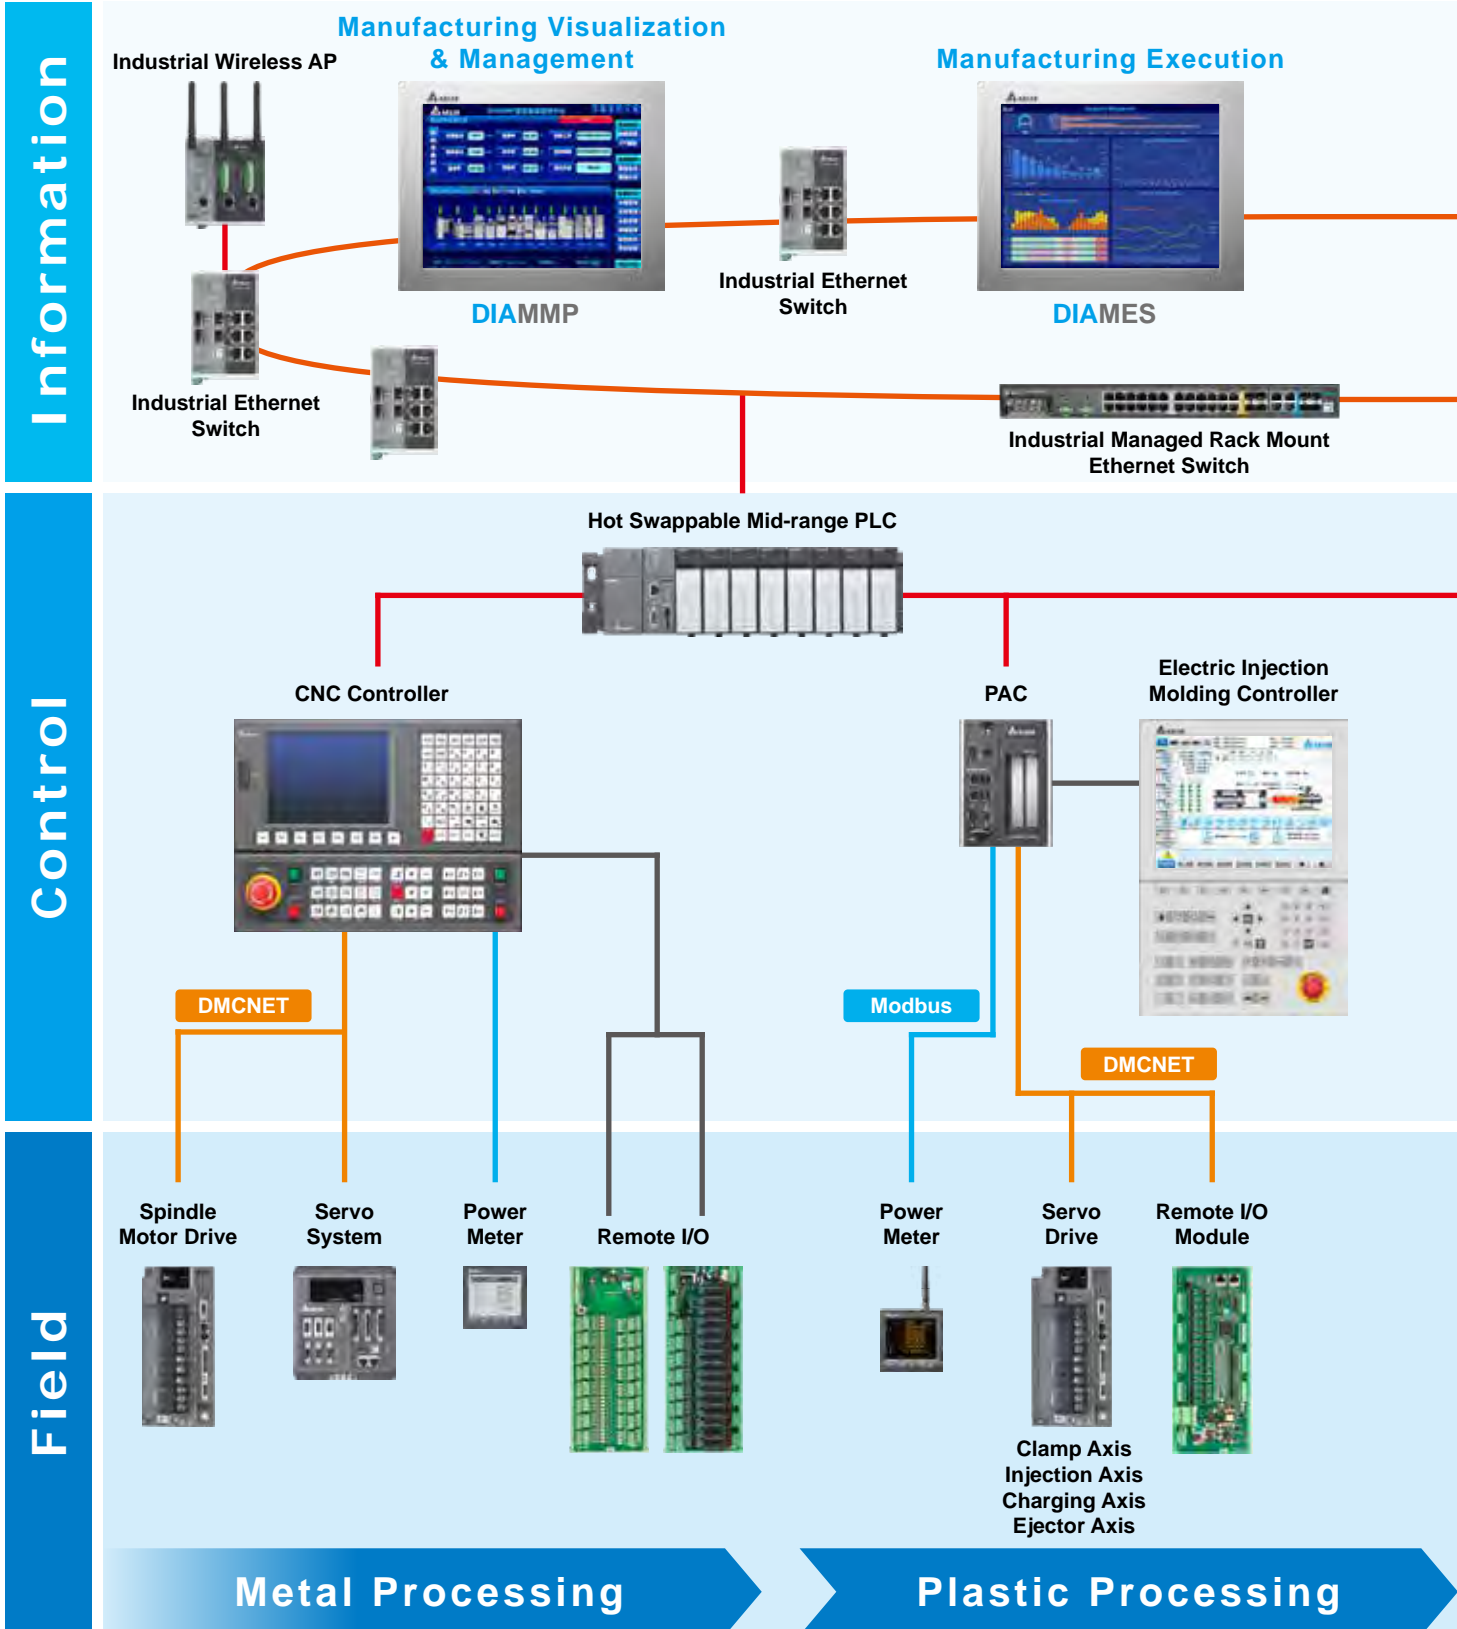 Information
Manufacturing Visualization
& Management
Manufacturing Execution
Industrial Wireless AP
Industrial Ethernet
Switch
DIAMMP
DIAMES
Industrial Ethernet
Switch
Industrial Managed Rack Mount
Ethernet Switch
Control
Hot Swappable Mid-range PLC
CNC Controller
PAC
Electric Injection
Molding Controller
DMCNET
Modbus
DMCNET
Field
Spindle
Motor Drive
Servo
System
Power
Meter
Remote I/O
Power
Meter
Servo
Drive
Remote I/O
Module
Clamp Axis
Injection Axis
Charging Axis
Ejector Axis
Metal Processing
Plastic Processing